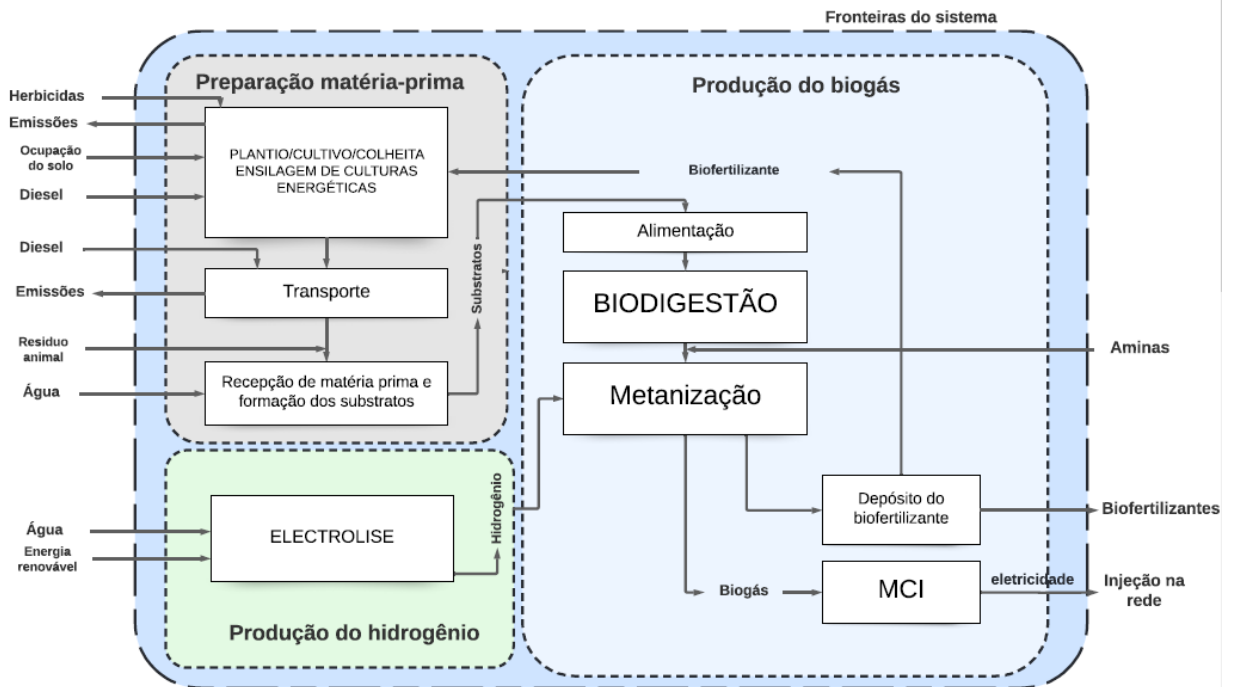 Fronteiras do sistema
Preparação matéria-prima
Herbicidas
Emissões
Ocupação
do solo
Diesel
PLANTIO/CULTIVO/COLHEITA
ENSILAGEM DE CULTURAS
ENERGÉTICAS
Diesel
Emissões
Transporte
Residuo
animal
Água
Recepção de matéria prima e
formação dos substratos
Substratos
Produção do biogás
Biofertilizante
Alimentação
BIODIGESTÃO
Aminas
Metanização
Depósito do
biofertilizante
Biofertilizantes
Biogás
MCI
eletricidade
Injeção na
rede
Água
Energia
renovável
ELECTROLISE
Hidrogênio
Produção do hidrogênio